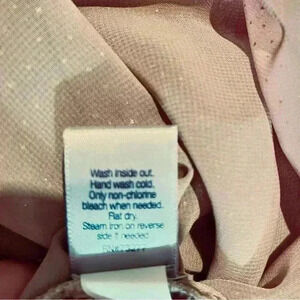 Wash inside out.
Hand wash cold.
Only non-chlorine
bleach when needed.
Flat dry.
Steam iron on reverse
side if needed